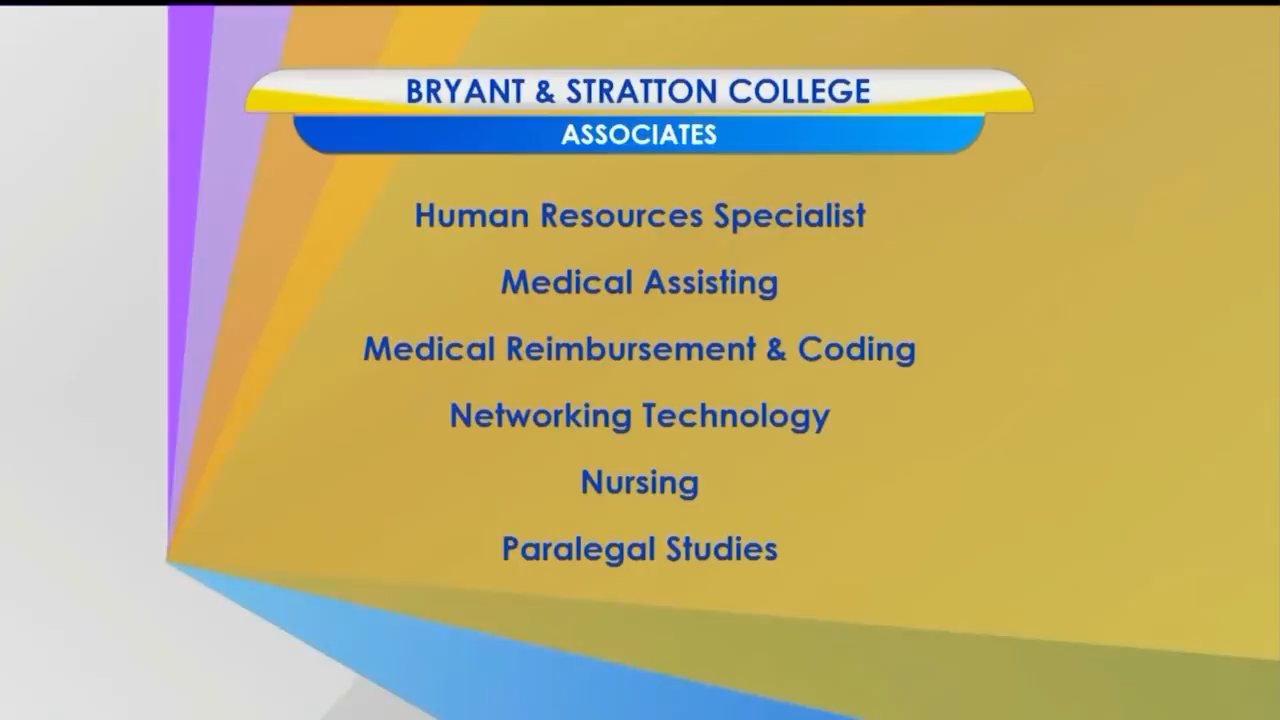 BRYANT & STRATTON COLLEGE
ASSOCIATES
Human Resources Specialist
Medical Assisting
Medical Reimbursement & Coding
Networking Technology
Nursing
Paralegal Studies